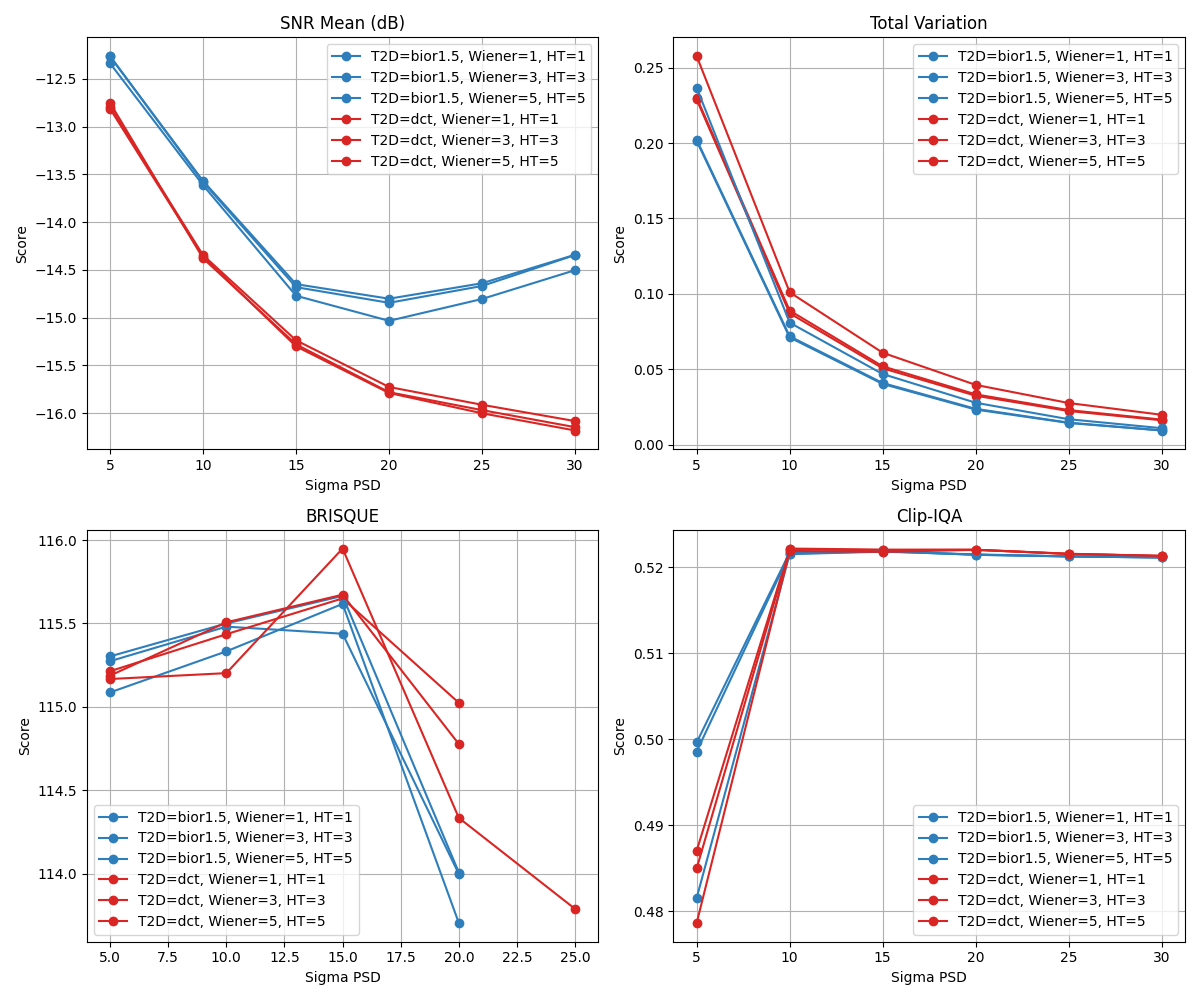 SNR Mean (dB)
Score
−12.5
−13.0
−13.5
−14.0
−14.5
−15.0
−15.5
−16.0
T2D=bior1.5, Wiener=1, HT=1
T2D=bior1.5, Wiener=3, HT=3
T2D=bior1.5, Wiener=5, HT=5
T2D=dct, Wiener=1, HT=1
T2D=dct, Wiener=3, HT=3
T2D=dct, Wiener=5, HT=5
5 10 15 20 25 30
Sigma PSD
Total Variation
Score
0.25
0.20
0.15
0.10
0.05
0.00
T2D=bior1.5, Wiener=1, HT=1
T2D=bior1.5, Wiener=3, HT=3
T2D=bior1.5, Wiener=5, HT=5
T2D=dct, Wiener=1, HT=1
T2D=dct, Wiener=3, HT=3
T2D=dct, Wiener=5, HT=5
5 10 15 20 25 30
Sigma PSD
BRISQUE
Score
116.0
115.5
115.0
114.5
114.0
T2D=bior1.5, Wiener=1, HT=1
T2D=bior1.5, Wiener=3, HT=3
T2D=bior1.5, Wiener=5, HT=5
T2D=dct, Wiener=1, HT=1
T2D=dct, Wiener=3, HT=3
T2D=dct, Wiener=5, HT=5
5.0 7.5 10.0 12.5 15.0 17.5 20.0 22.5 25.0
Sigma PSD
Clip-IQA
Score
0.52
0.51
0.50
0.49
0.48
T2D=bior1.5, Wiener=1, HT=1
T2D=bior1.5, Wiener=3, HT=3
T2D=bior1.5, Wiener=5, HT=5
T2D=dct, Wiener=1, HT=1
T2D=dct, Wiener=3, HT=3
T2D=dct, Wiener=5, HT=5
5 10 15 20 25 30
Sigma PSD